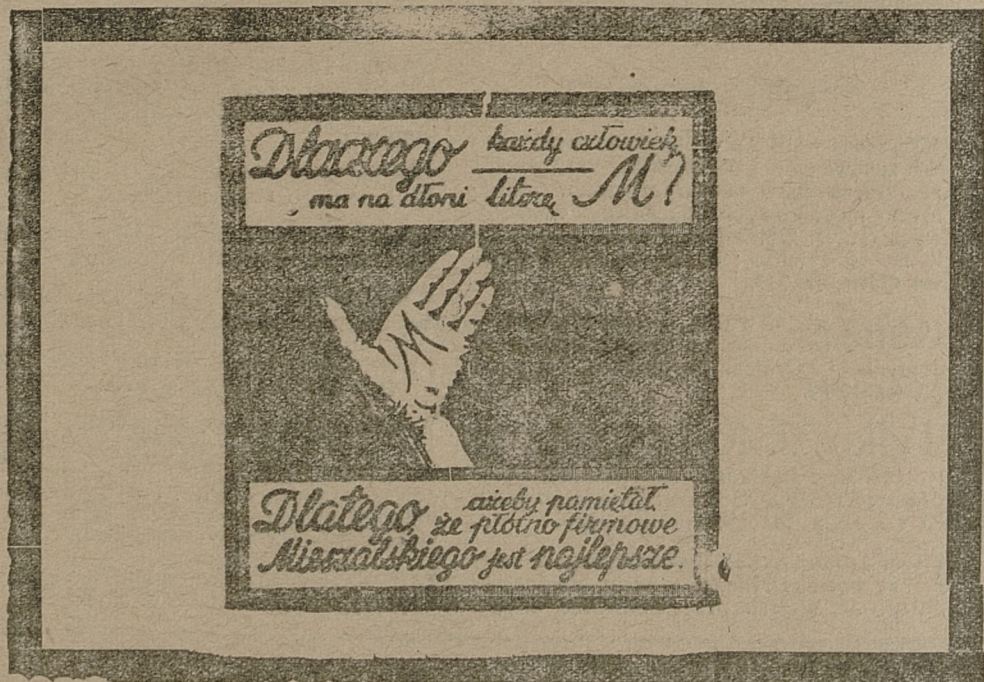 Dlaczego każdy człowiek
ma na dłoni literę M?
M
Dlatego ażeby pamiętał,
że płótno firmowe
Mieszalskiego jest najlepsze.